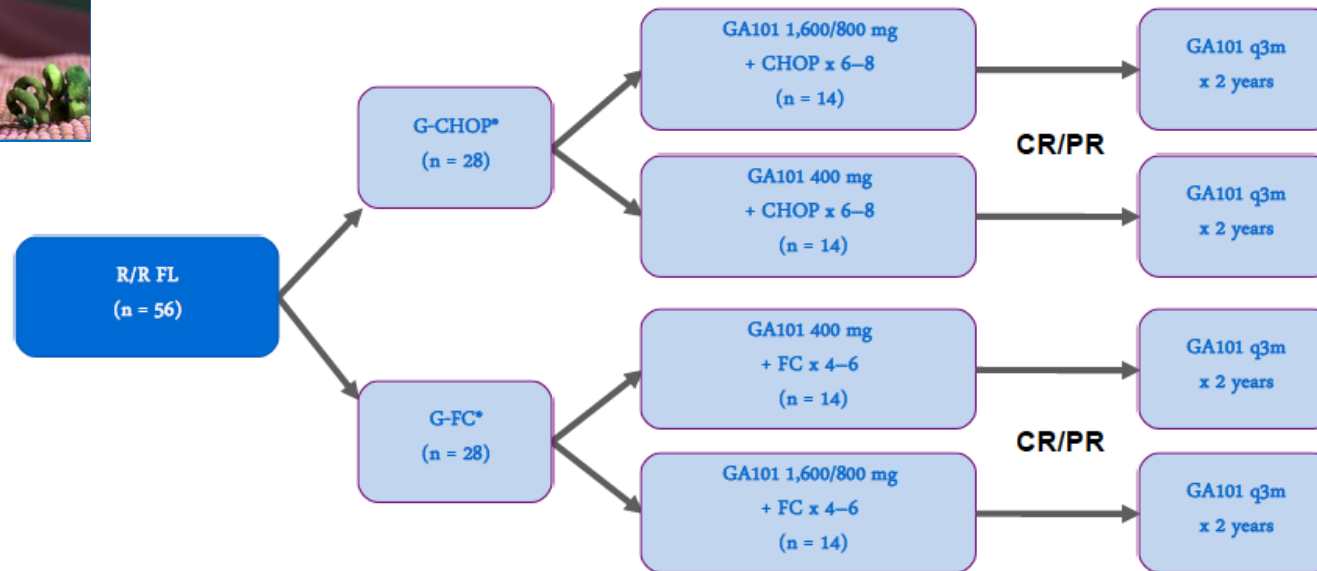 R/R FL
(n = 56)
G-CHOP*
(n = 28)
G-FC*
(n = 28)
GA101 1,600/800 mg
+ CHOP x 6–8
(n = 14)
GA101 400 mg
+ CHOP x 6–8
(n = 14)
GA101 400 mg
+ FC x 4–6
(n = 14)
GA101 1,600/800 mg
+ FC x 4–6
(n = 14)
CR/PR
CR/PR
GA101 q3m
x 2 years
GA101 q3m
x 2 years
GA101 q3m
x 2 years
GA101 q3m
x 2 years